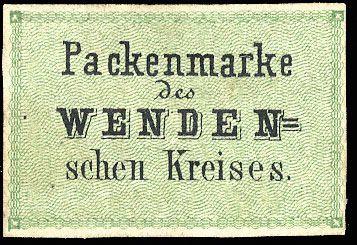 Packenmarke
des
WENDEN=
schen Kreises.